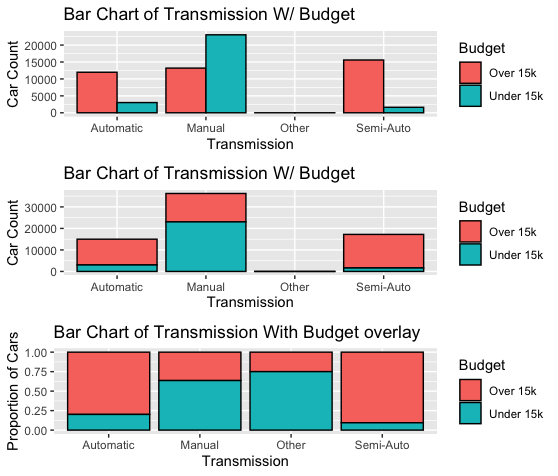 Bar Chart of Transmission W/ Budget
Car Count
20000
15000
10000
5000
0
Automatic Manual Other Semi-Auto
Transmission
Budget
Over 15k
Under 15k
Bar Chart of Transmission W/ Budget
Car Count
30000
20000
10000
0
Automatic Manual Other Semi-Auto
Transmission
Budget
Over 15k
Under 15k
Bar Chart of Transmission With Budget overlay
Proportion of Cars
1.00
0.75
0.50
0.25
0.00
Automatic Manual Other Semi-Auto
Transmission
Budget
Over 15k
Under 15k